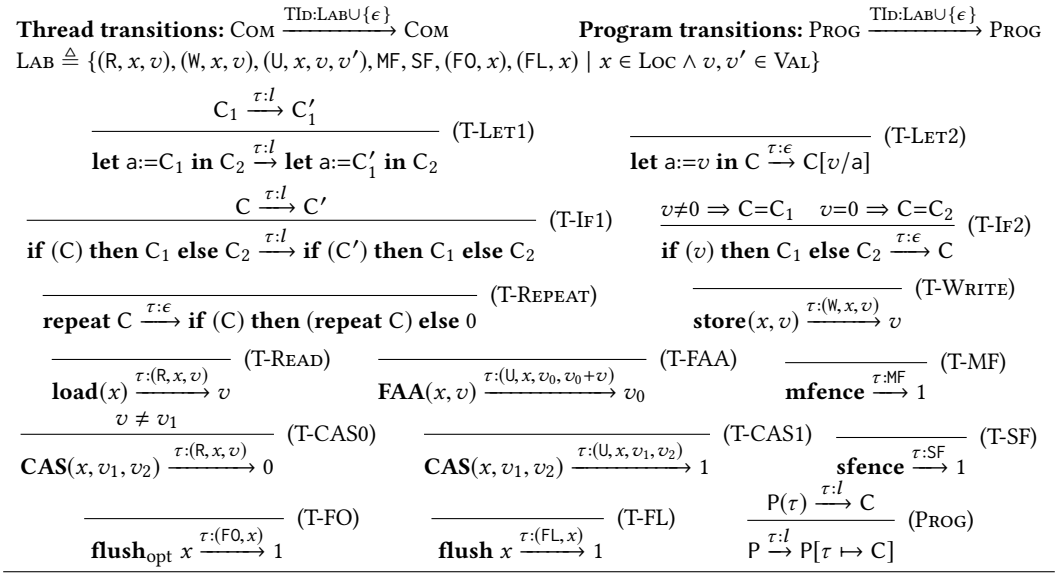 Thread transitions: COM —TID:LAB∪{ϵ}→ COM Program transitions: PROG —TID:LAB∪{ϵ}→ PROG
LAB ≜ {(R, x, v), (W, x, v), (U, x, v, v′), MF, SF, (FO, x), (FL, x) | x ∈ LOC ∧ v, v′ ∈ VAL}
C₁ —τ:l→ C₁′
(T-LET1)
let a:=C₁ in C₂ —τ:l→ let a:=C₁′ in C₂
(T-LET2)
let a:=v in C —τ:ϵ→ C[v/a]
C —τ:l→ C′
(T-IF1)
if (C) then C₁ else C₂ —τ:l→ if (C′) then C₁ else C₂
v≠0 ⇒ C=C₁ v=0 ⇒ C=C₂
(T-IF2)
if (v) then C₁ else C₂ —τ:ϵ→ C
(T-REPEAT)
repeat C —τ:ϵ→ if (C) then (repeat C) else 0
(T-WRITE)
store(x, v) —τ:(W, x, v)→ v
(T-READ)
load(x) —τ:(R, x, v)→ v
(T-FAA)
FAA(x, v) —τ:(U, x, v₀, v₀+v)→ v₀
(T-MF)
mfence —τ:MF→ 1
v ≠ v₁
(T-CAS0)
CAS(x, v₁, v₂) —τ:(R, x, v)→ 0
(T-CAS1)
CAS(x, v₁, v₂) —τ:(U, x, v₁, v₂)→ 1
(T-SF)
sfence —τ:SF→ 1
(T-FO)
flushₒₚₜ x —τ:(FO, x)→ 1
(T-FL)
flush x —τ:(FL, x)→ 1
P(τ) —τ:l→ C
(PROG)
P —τ:l→ P[τ ↦ C]